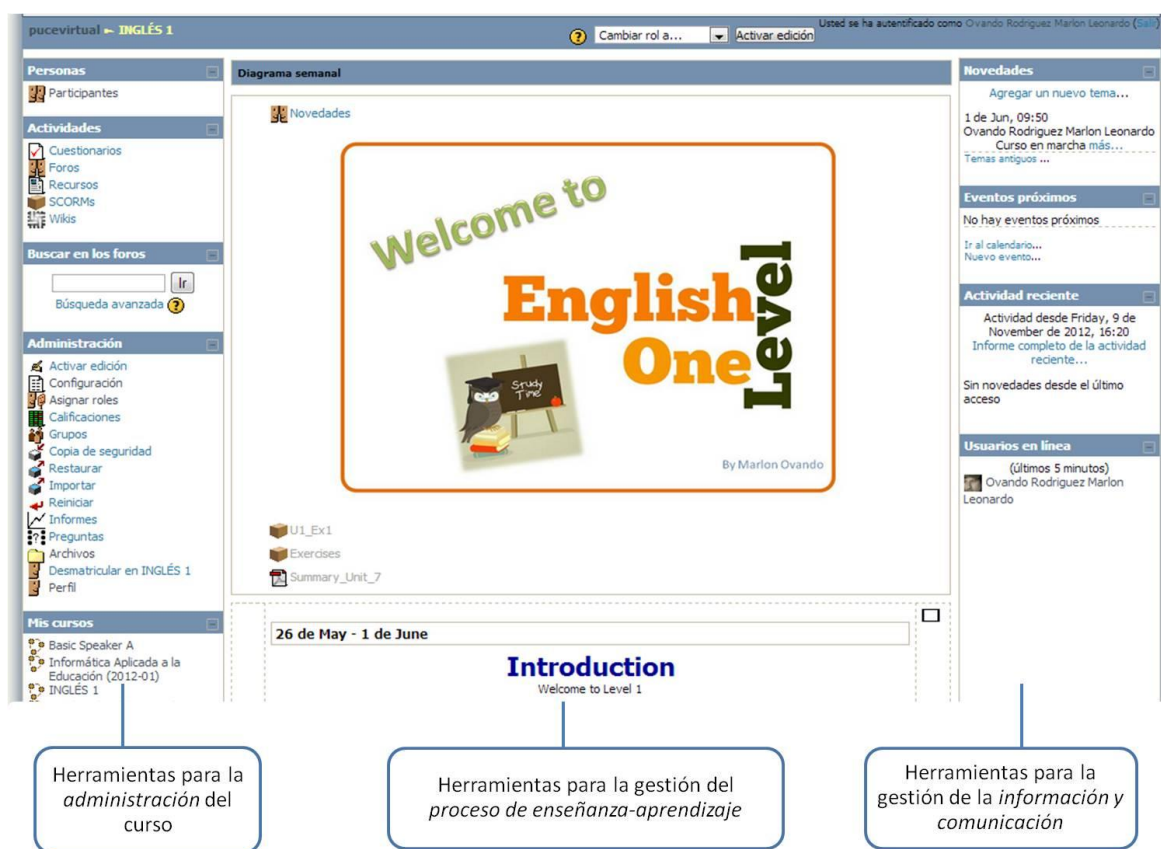 pucevirtual ► INGLÉS 1
Usted se ha autentificado como Ovando Rodriguez Marlon Leonardo (Salir)
Cambiar rol a...
Activar edición
Personas
Participantes
Actividades
Cuestionarios
Foros
Recursos
SCORMs
Wikis
Buscar en los foros
Ir
Búsqueda avanzada
Administración
Activar edición
Configuración
Asignar roles
Calificaciones
Grupos
Copia de seguridad
Restaurar
Importar
Reiniciar
Informes
Preguntas
Archivos
Desmatricular en INGLÉS 1
Perfil
Mis cursos
Basic Speaker A
Informática Aplicada a la
Educación (2012-01)
INGLÉS 1
Diagrama semanal
Novedades
Welcome to
English
One
Level
Study
Time
By Marlon Ovando
U1_Ex1
Exercises
Summary_Unit_7
26 de May - 1 de June
Introduction
Welcome to Level 1
Novedades
Agregar un nuevo tema...
1 de Jun, 09:50
Ovando Rodriguez Marlon Leonardo
Curso en marcha más...
Temas antiguos ...
Eventos próximos
No hay eventos próximos
Ir al calendario...
Nuevo evento...
Actividad reciente
Actividad desde Friday, 9 de
November de 2012, 16:20
Informe completo de la actividad
reciente...
Sin novedades desde el último
acceso
Usuarios en línea
(últimos 5 minutos)
Ovando Rodriguez Marlon
Leonardo
Herramientas para la
administración del
curso
Herramientas para la gestión del
proceso de enseñanza-aprendizaje
Herramientas para la
gestión de la información y
comunicación